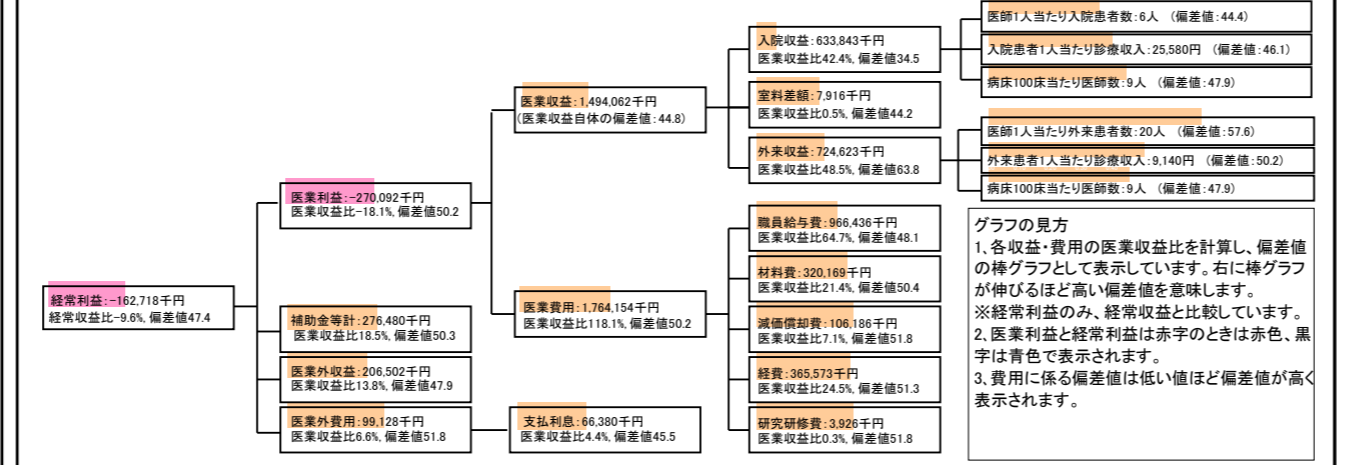 経常利益:-162,718千円
経常収比-9.6%, 偏差値47.4
医業利益:-270,092千円
医業収益比-18.1%, 偏差値50.2
補助金等計:276,480千円
医業収益比18.5%, 偏差値50.3
医業外収益:206,502千円
医業収益比13.8%, 偏差値47.9
医業外費用:99,128千円
医業収益比6.6%, 偏差値51.8
医業収益:1,494,062千円
(医業収益自体の偏差値:44.8)
医業費用:1,764,154千円
医業収益比118.1%, 偏差値50.2
支払利息:66,380千円
医業収益比4.4%, 偏差値45.5
入院収益:633,843千円
医業収益比42.4%, 偏差値34.5
室料差額:7,916千円
医業収益比0.5%, 偏差値44.2
外来収益:724,623千円
医業収益比48.5%, 偏差値63.8
職員給与費:966,436千円
医業収益比64.7%, 偏差値48.1
材料費:320,169千円
医業収益比21.4%, 偏差値50.4
減価償却費:106,186千円
医業収益比7.1%, 偏差値51.8
経費:365,573千円
医業収益比24.5%, 偏差値51.3
研究研修費:3,926千円
医業収益比0.3%, 偏差値51.8
医師1人当たり入院患者数:6人 (偏差値:44.4)
入院患者1人当たり診療収入:25,580円 (偏差値:46.1)
病床100床当たり医師数:9人 (偏差値:47.9)
医師1人当たり外来患者数:20人 (偏差値:57.6)
外来患者1人当たり診療収入:9,140円 (偏差値:50.2)
病床100床当たり医師数:9人 (偏差値:47.9)
グラフの見方
1、各収益・費用の医業収益比を計算し、偏差値
の棒グラフとして表示しています。右に棒グラフ
が伸びるほど高い偏差値を意味します。
※経常利益のみ、経常収益と比較しています。
2、医業利益と経常利益は赤字のときは赤色、黒
字は青色で表示されます。
3、費用に係る偏差値は低い値ほど偏差値が高く
表示されます。